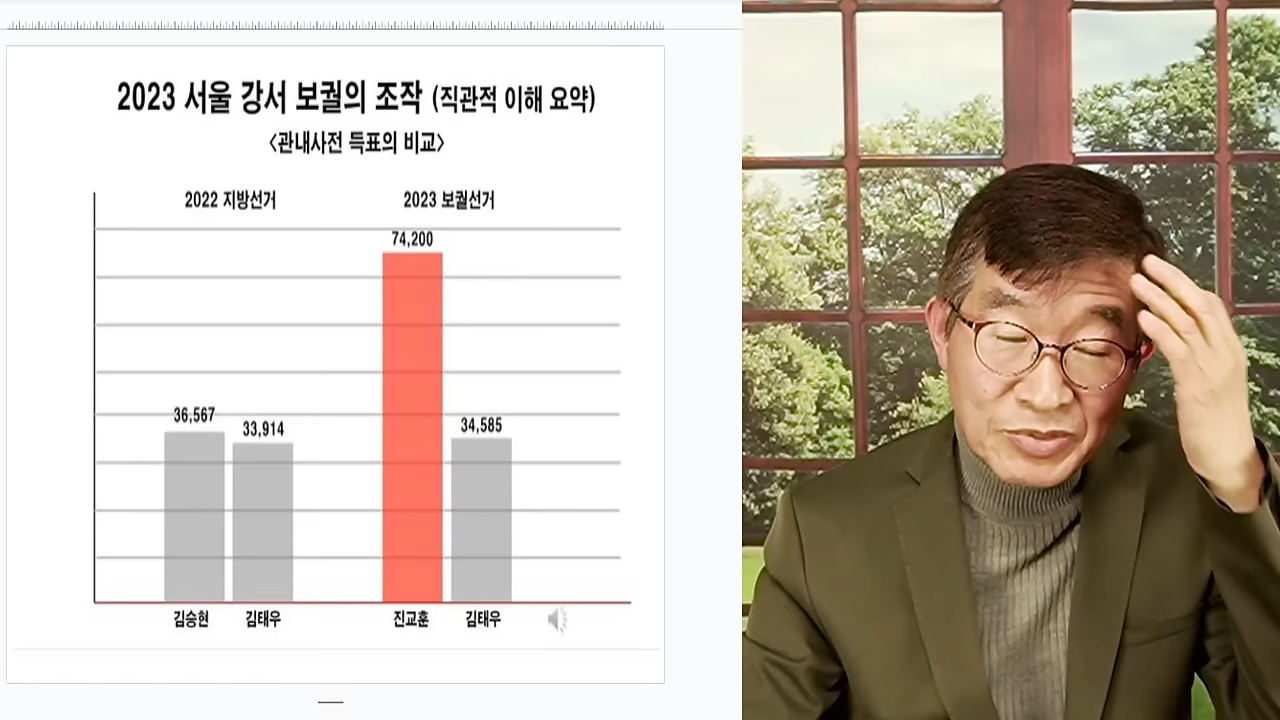 2023 서울 강서 보궐의 조작 (직관적 이해 요약)
<관내사전 득표의 비교>
2022 지방선거
2023 보궐선거
74,200
36,567
33,914
34,585
김승현
김태우
진교훈
김태우